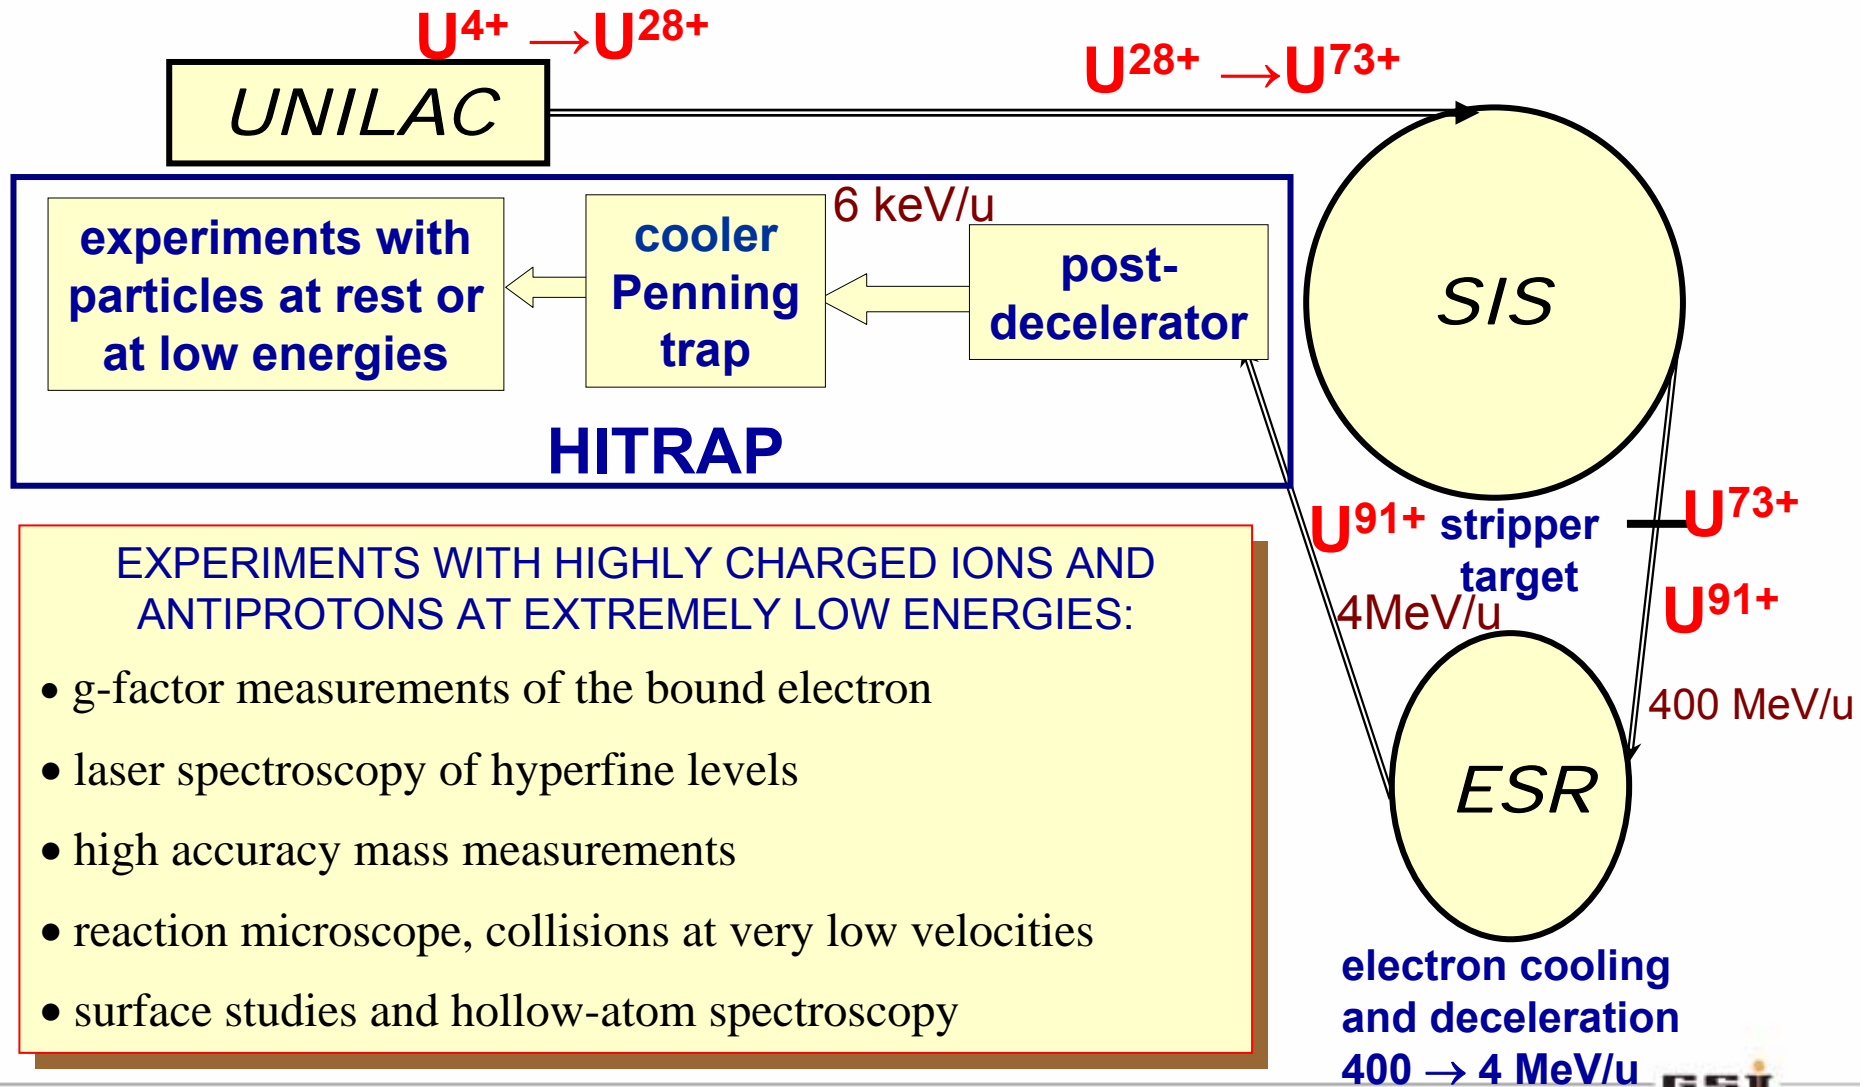 U4+ →U28+
U28+ →U73+
UNILAC
experiments with
particles at rest or
at low energies
cooler
Penning
trap
6 keV/u
post-
decelerator
HITRAP
SIS
U91+
stripper
target
U73+
4MeV/u
U91+
400 MeV/u
ESR
electron cooling
and deceleration
400 → 4 MeV/u
EXPERIMENTS WITH HIGHLY CHARGED IONS AND
ANTIPROTONS AT EXTREMELY LOW ENERGIES:
• g-factor measurements of the bound electron
• laser spectroscopy of hyperfine levels
• high accuracy mass measurements
• reaction microscope, collisions at very low velocities
• surface studies and hollow-atom spectroscopy